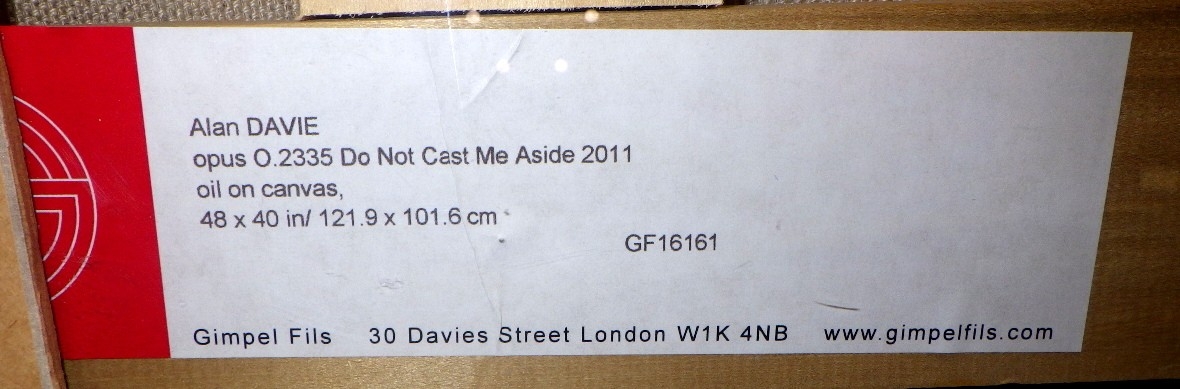 Alan DAVIE
opus O.2335 Do Not Cast Me Aside 2011
oil on canvas,
48 x 40 in/ 121.9 x 101.6 cm
GF16161
Gimpel Fils 30 Davies Street London W1K 4NB www.gimpelfils.com